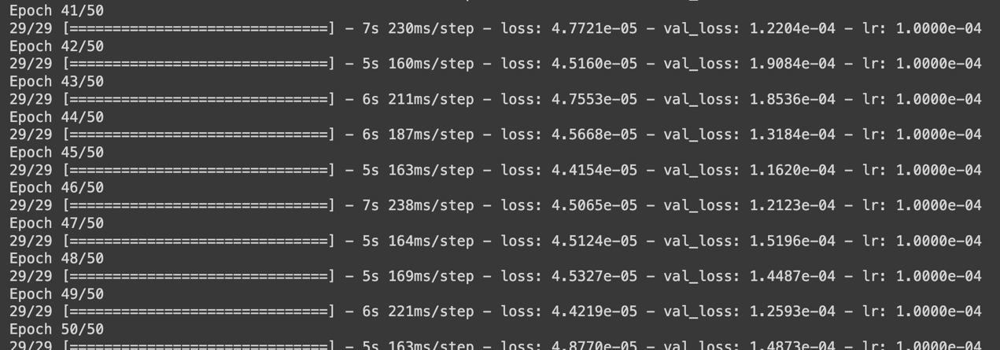 Epoch 41/50
29/29 [==============================] - 7s 230ms/step - loss: 4.7721e-05 - val_loss: 1.2204e-04 - lr: 1.0000e-04
Epoch 42/50
29/29 [==============================] - 5s 160ms/step - loss: 4.5160e-05 - val_loss: 1.9084e-04 - lr: 1.0000e-04
Epoch 43/50
29/29 [==============================] - 6s 211ms/step - loss: 4.7553e-05 - val_loss: 1.8536e-04 - lr: 1.0000e-04
Epoch 44/50
29/29 [==============================] - 6s 187ms/step - loss: 4.5668e-05 - val_loss: 1.3184e-04 - lr: 1.0000e-04
Epoch 45/50
29/29 [==============================] - 5s 163ms/step - loss: 4.4154e-05 - val_loss: 1.1620e-04 - lr: 1.0000e-04
Epoch 46/50
29/29 [==============================] - 7s 238ms/step - loss: 4.5065e-05 - val_loss: 1.2123e-04 - lr: 1.0000e-04
Epoch 47/50
29/29 [==============================] - 5s 164ms/step - loss: 4.5124e-05 - val_loss: 1.5196e-04 - lr: 1.0000e-04
Epoch 48/50
29/29 [==============================] - 5s 169ms/step - loss: 4.5327e-05 - val_loss: 1.4487e-04 - lr: 1.0000e-04
Epoch 49/50
29/29 [==============================] - 6s 221ms/step - loss: 4.4219e-05 - val_loss: 1.2593e-04 - lr: 1.0000e-04
Epoch 50/50
29/29 [==============================] - 5s 163ms/step - loss: 4.8770e-05 - val_loss: 1.4873e-04 - lr: 1.0000e-04